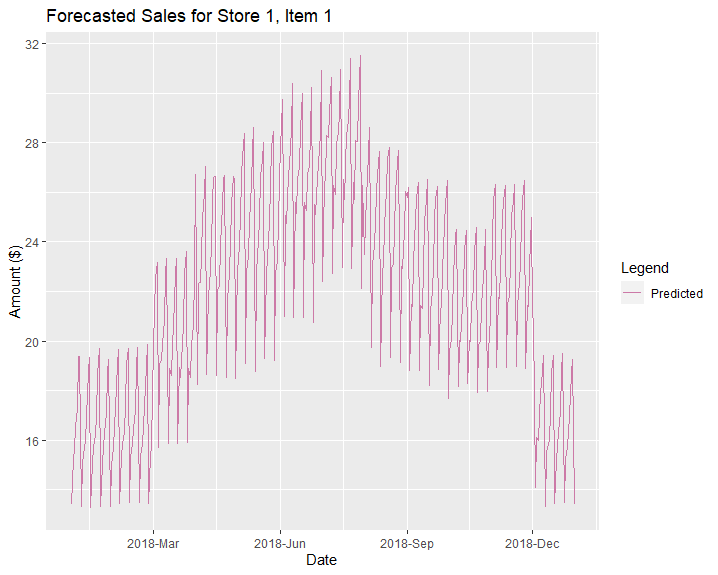 Forecasted Sales for Store 1, Item 1
32
28
24
20
16
Amount ($)
2018-Mar
2018-Jun
2018-Sep
2018-Dec
Date
Legend
Predicted